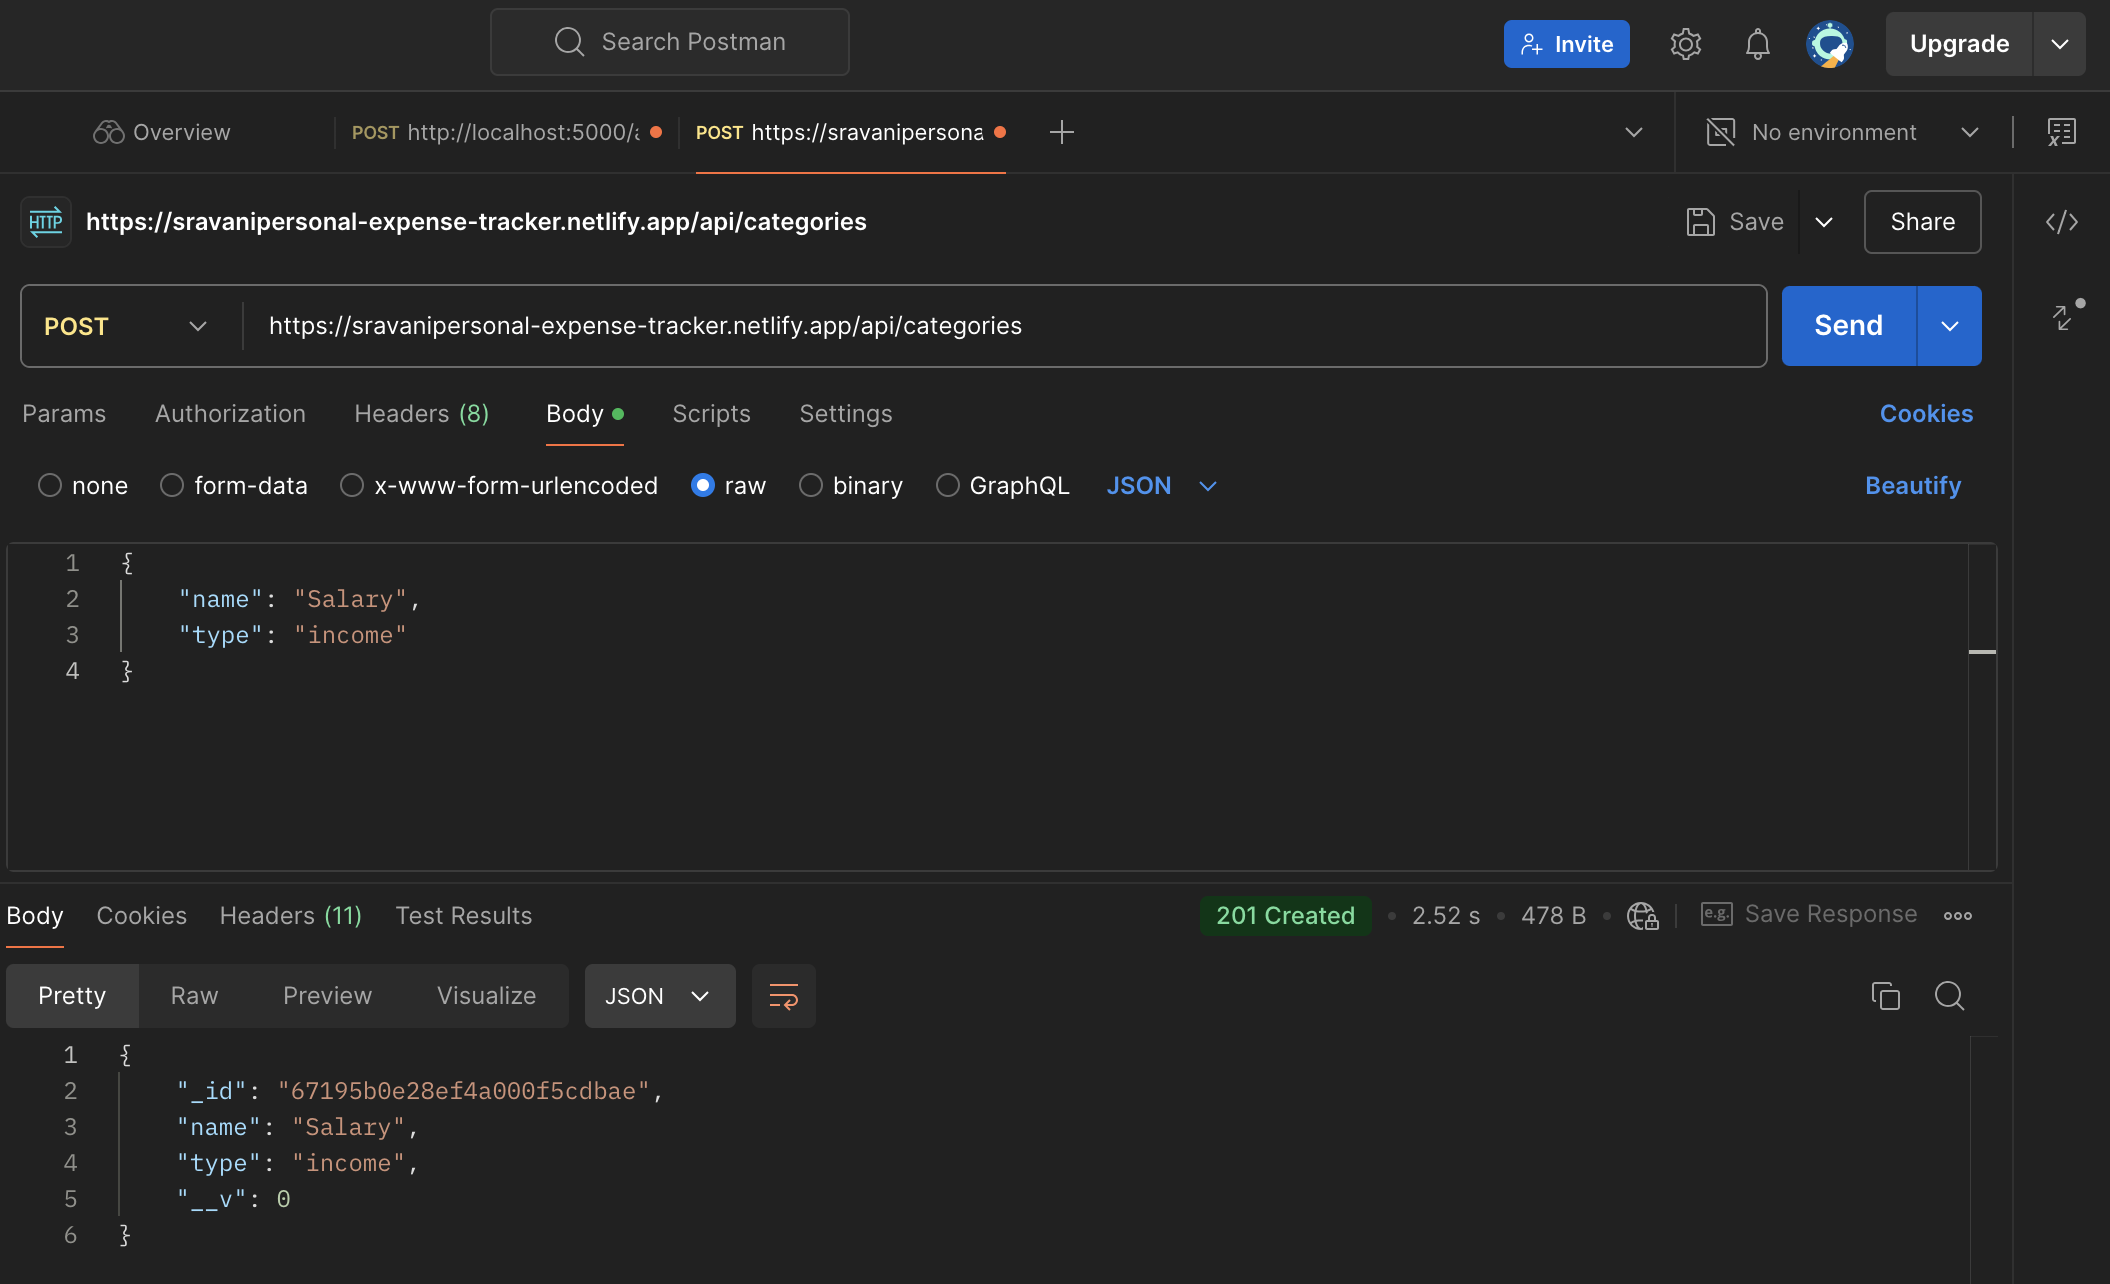 Search Postman
Invite
Upgrade
Overview
POST http://localhost:5000/a
POST https://sravanipersona
No environment
HTTP
https://sravanipersonal-expense-tracker.netlify.app/api/categories
Save
Share
POST
https://sravanipersonal-expense-tracker.netlify.app/api/categories
Send
Params
Authorization
Headers (8)
Body
Scripts
Settings
Cookies
none
form-data
x-www-form-urlencoded
raw
binary
GraphQL
JSON
Beautify
1 {
2 "name": "Salary",
3 "type": "income"
4 }
Body
Cookies
Headers (11)
Test Results
201 Created
2.52 s
478 B
e.g.
Save Response
Pretty
Raw
Preview
Visualize
JSON
1 {
2 "_id": "67195b0e28ef4a000f5cdbae",
3 "name": "Salary",
4 "type": "income",
5 "__v": 0
6 }